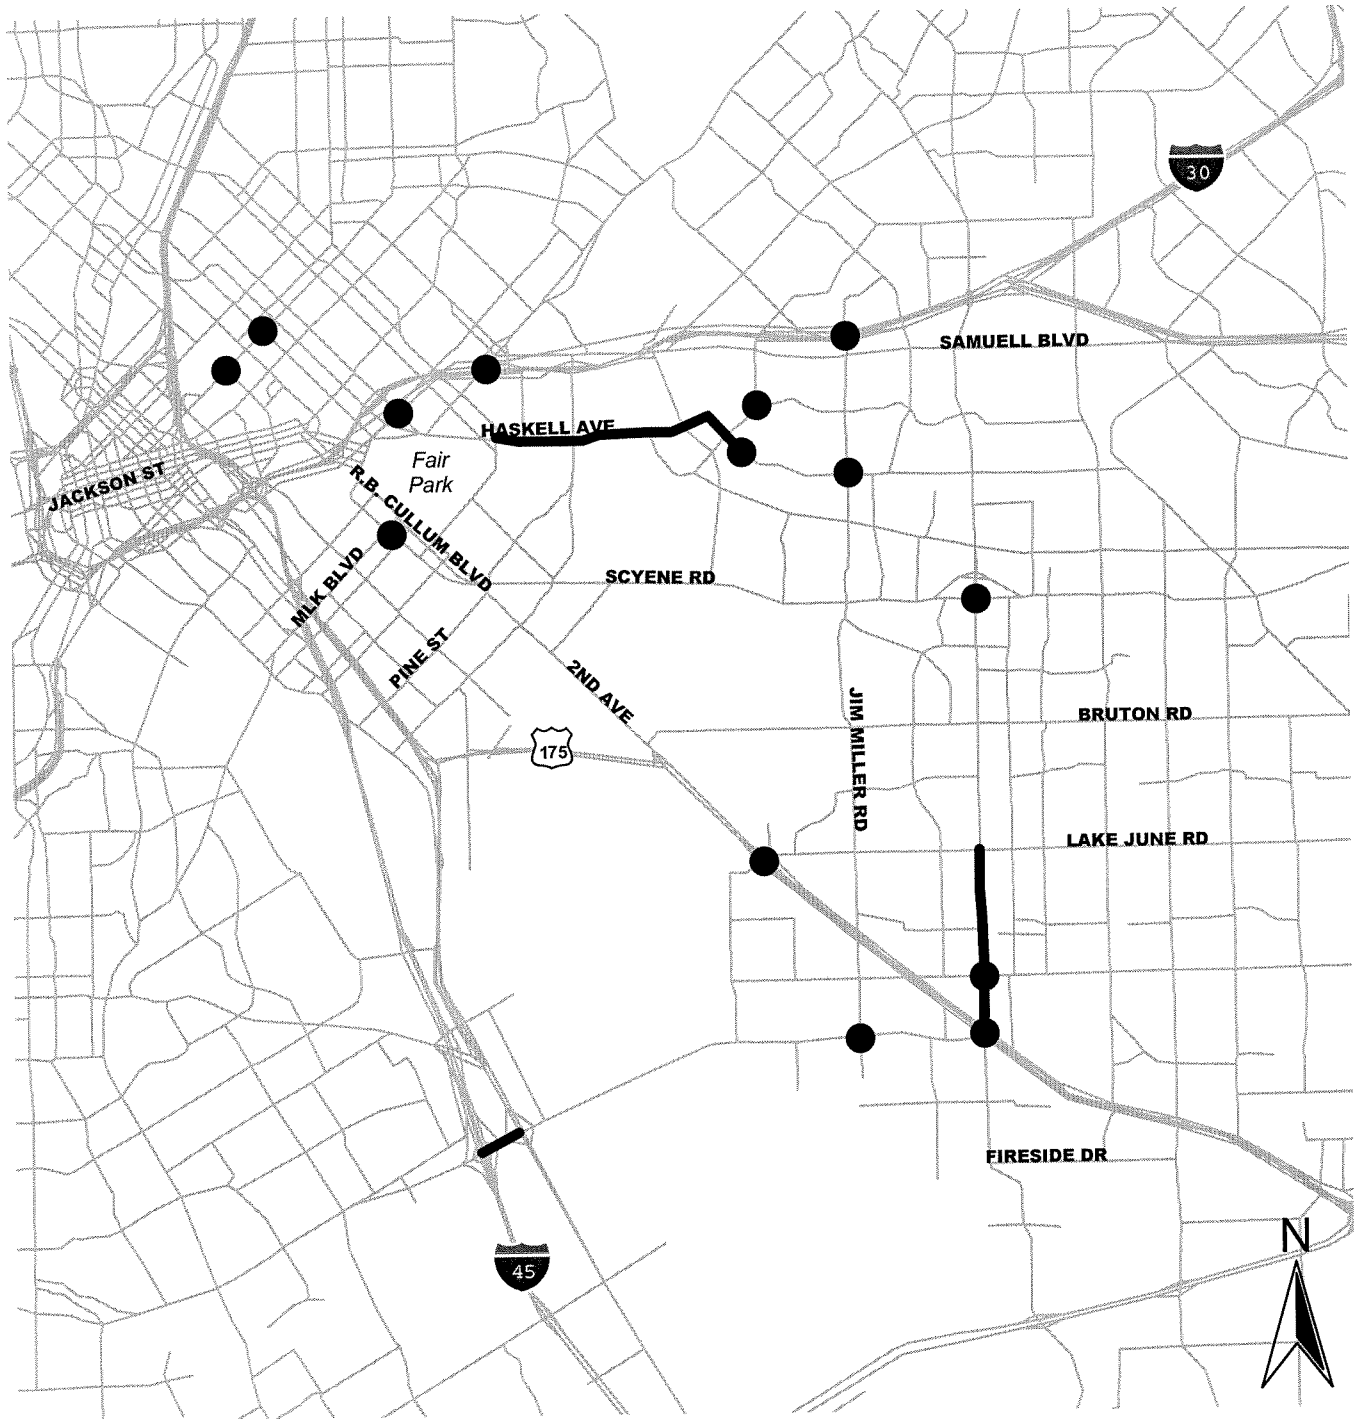 30
SAMUELL BLVD
HASKELL AVE
Fair
Park
JACKSON ST
R.B. CULLUM BLVD
MLK BLVD
SCYENE RD
PINE ST
2ND AVE
JIM MILLER RD
BRUTON RD
175
LAKE JUNE RD
FIRESIDE DR
N
45